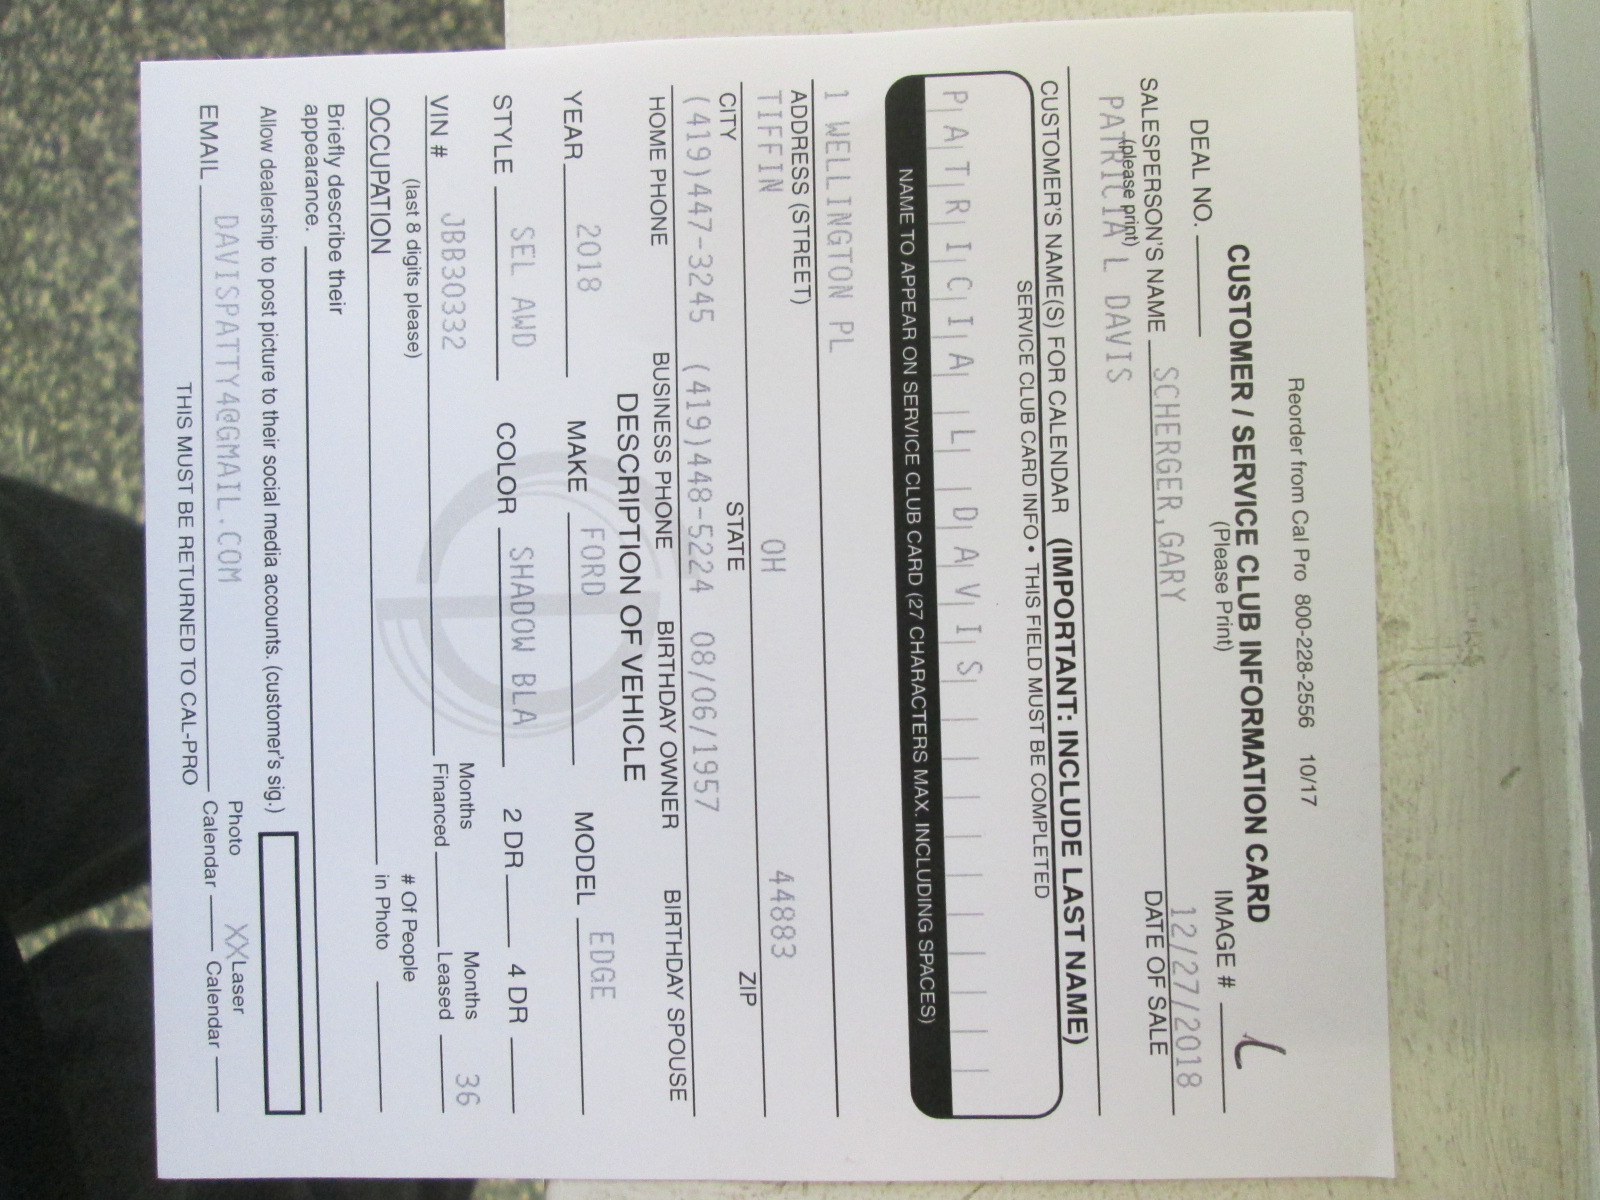 Reorder from Cal Pro 800-228-2556 10/17
CUSTOMER / SERVICE CLUB INFORMATION CARD
(Please Print)
DEAL NO. IMAGE #
SCHERGER,GARY 12/27/2018
SALESPERSON'S NAME DATE OF SALE
(please print)
PATRICIA L DAVIS
CUSTOMER'S NAME(S) FOR CALENDAR (IMPORTANT: INCLUDE LAST NAME)
SERVICE CLUB CARD INFO • THIS FIELD MUST BE COMPLETED
PATRICIA L DAVIS
NAME TO APPEAR ON SERVICE CLUB CARD (27 CHARACTERS MAX. INCLUDING SPACES)
1 WELLINGTON PL
ADDRESS (STREET)
TIFFIN OH 44883
CITY STATE ZIP
(419)447-3245 (419)448-5224 08/06/1957
HOME PHONE BUSINESS PHONE BIRTHDAY OWNER BIRTHDAY SPOUSE
DESCRIPTION OF VEHICLE
YEAR 2018 MAKE FORD MODEL EDGE
STYLE SEL AWD COLOR SHADOW BLA 2 DR 4 DR
VIN # JBB30332 Months Financed Months Leased 36
(last 8 digits please)
OCCUPATION # Of People in Photo
Briefly describe their appearance.
Allow dealership to post picture to their social media accounts. (customer's sig.)
EMAIL DAVISPATTY4@GMAIL.COM Photo Calendar XX Laser Calendar
THIS MUST BE RETURNED TO CAL-PRO